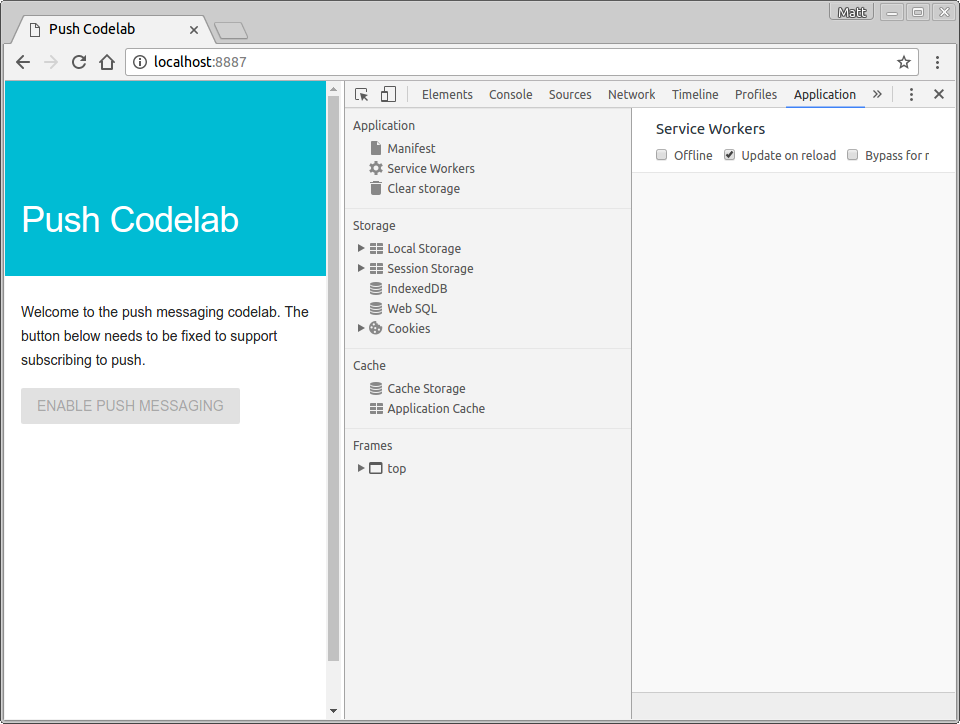 Matt
Push Codelab
localhost:8887
Elements Console Sources Network Timeline Profiles Application
Push Codelab
Welcome to the push messaging codelab. The
button below needs to be fixed to support
subscribing to push.
ENABLE PUSH MESSAGING
Application
Manifest
Service Workers
Clear storage
Storage
Local Storage
Session Storage
IndexedDB
Web SQL
Cookies
Cache
Cache Storage
Application Cache
Frames
top
Service Workers
Offline Update on reload Bypass for r